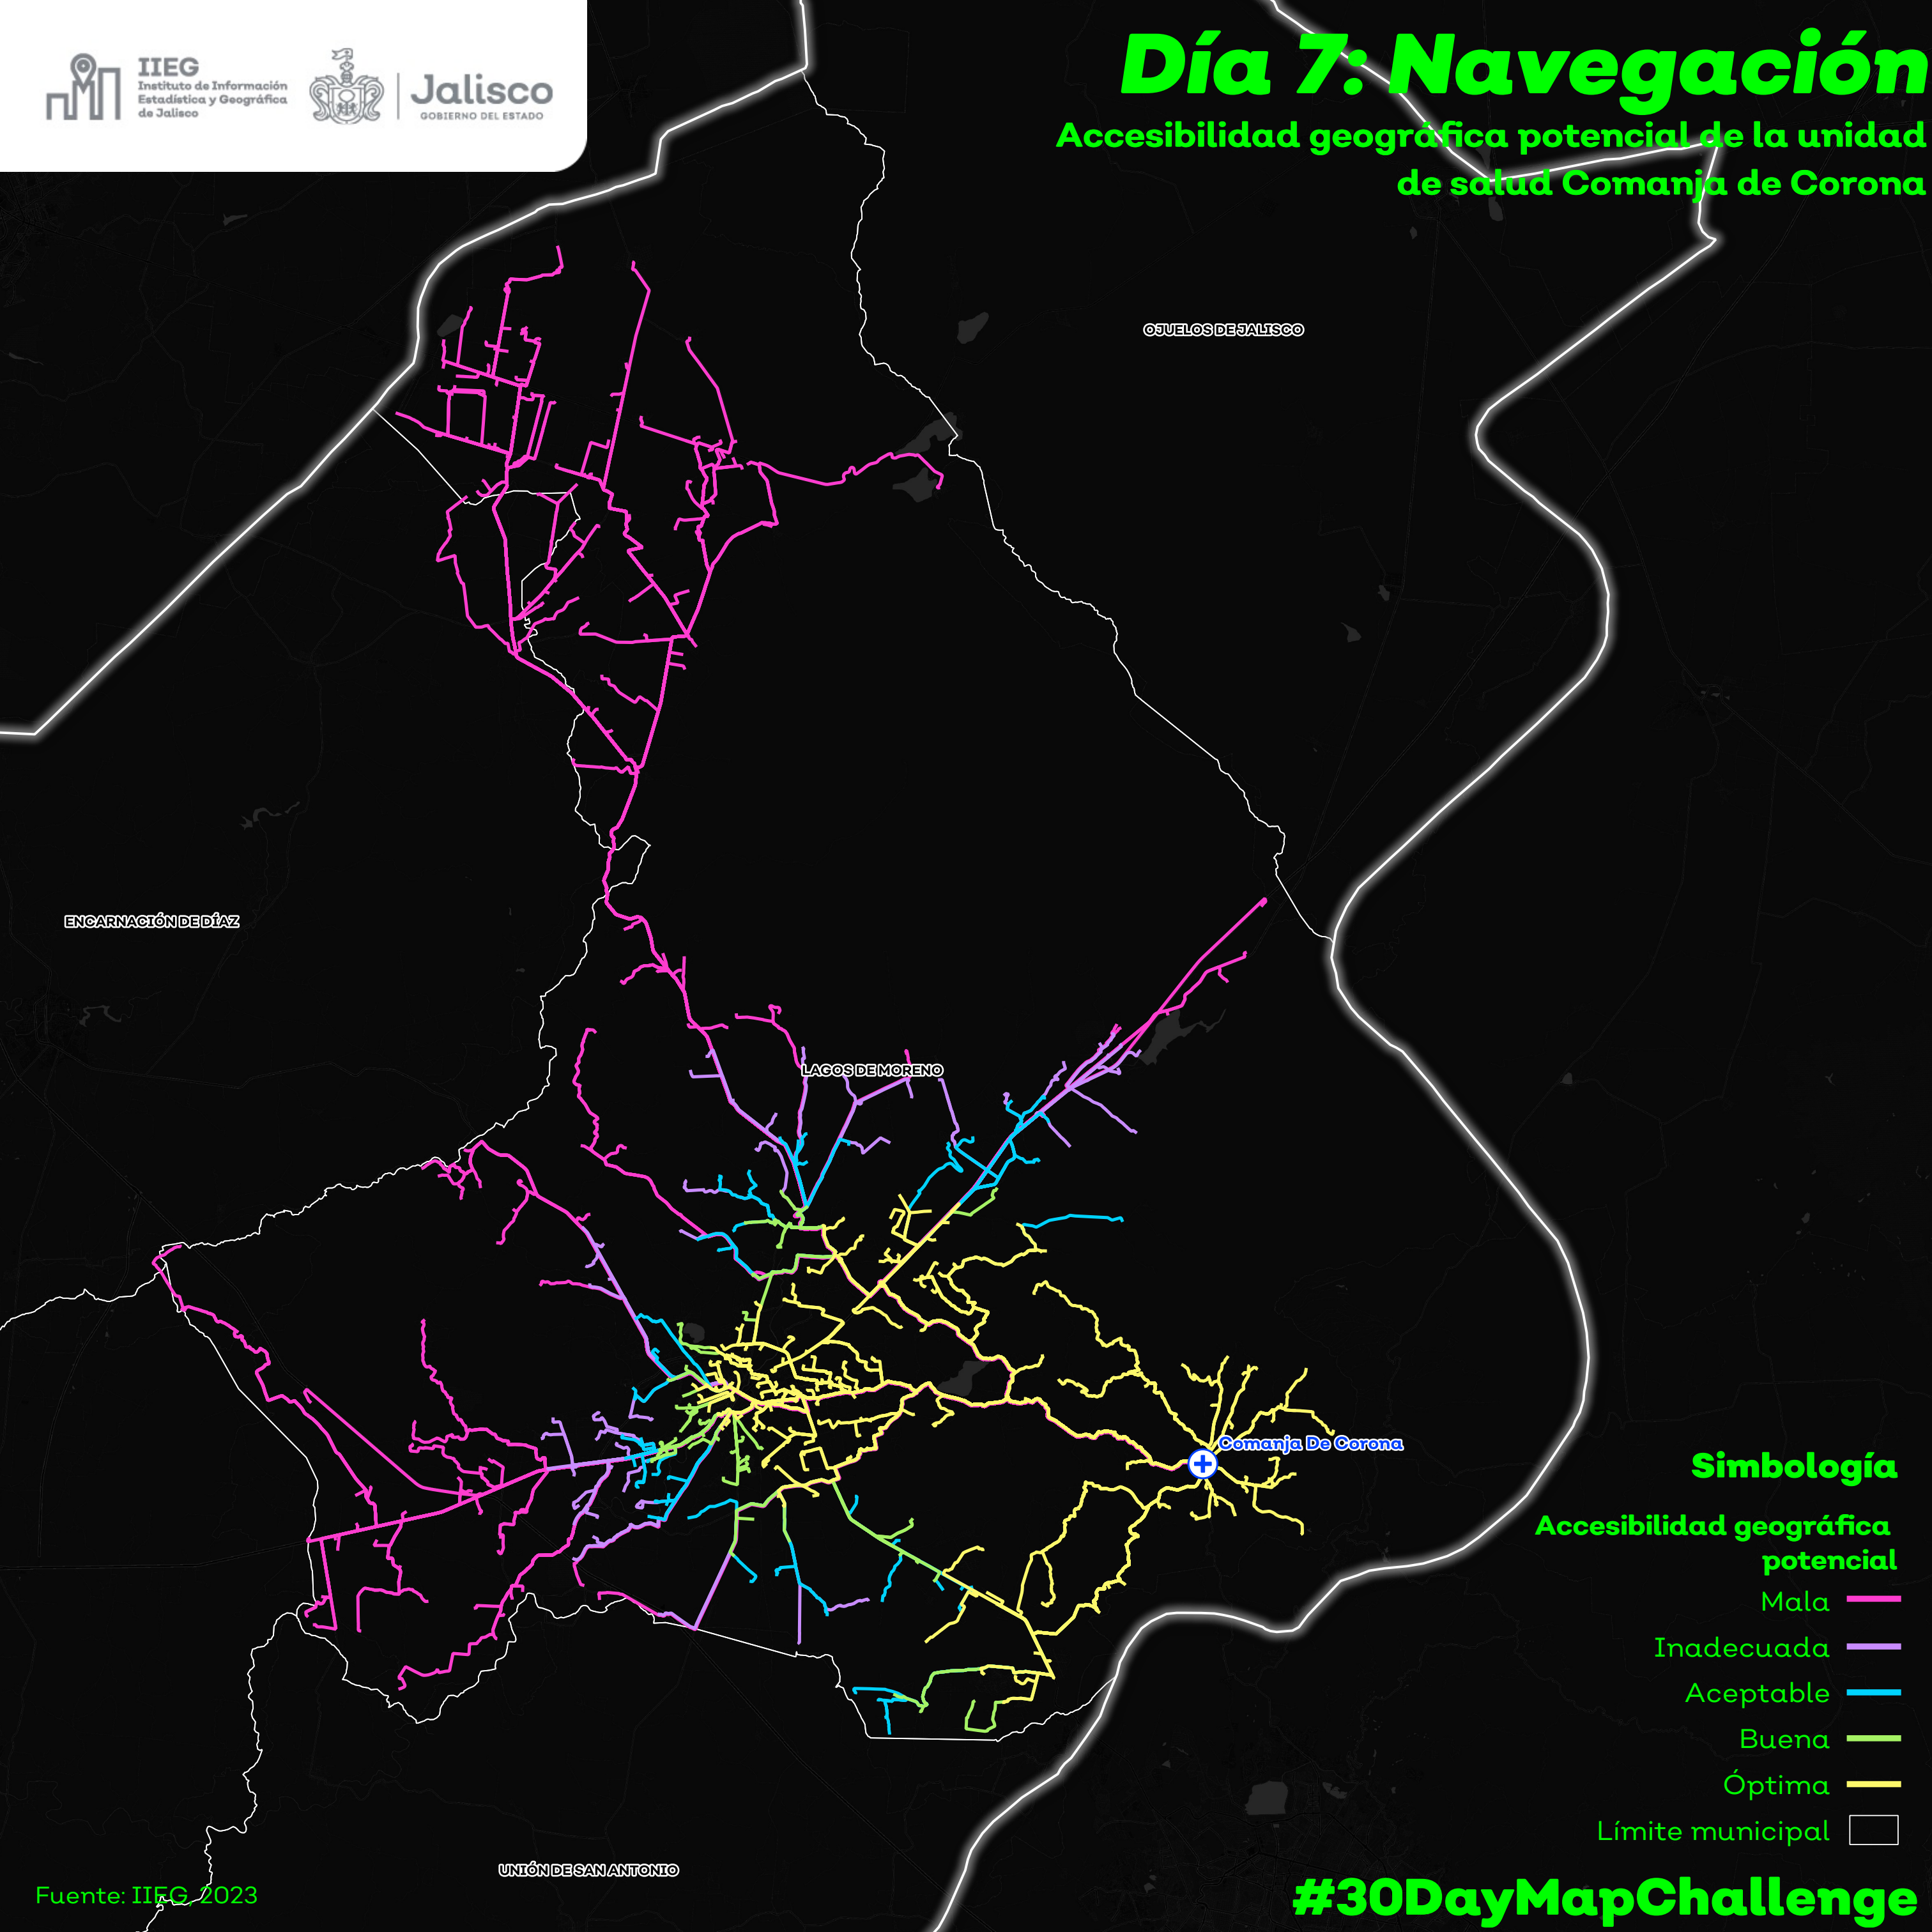 IIEG
Instituto de Información
Estadística y Geográfica
de Jalisco
Jalisco
GOBIERNO DEL ESTADO
Día 7: Navegación
Accesibilidad geográfica potencial de la unidad
de salud Comanja de Corona
OJUELOS DE JALISCO
ENCARNACIÓN DE DÍAZ
LAGOS DE MORENO
Comanja De Corona
UNIÓN DE SAN ANTONIO
Simbología
Accesibilidad geográfica
potencial
Mala
Inadecuada
Aceptable
Buena
Óptima
Límite municipal
Fuente: IIEG, 2023
#30DayMapChallenge